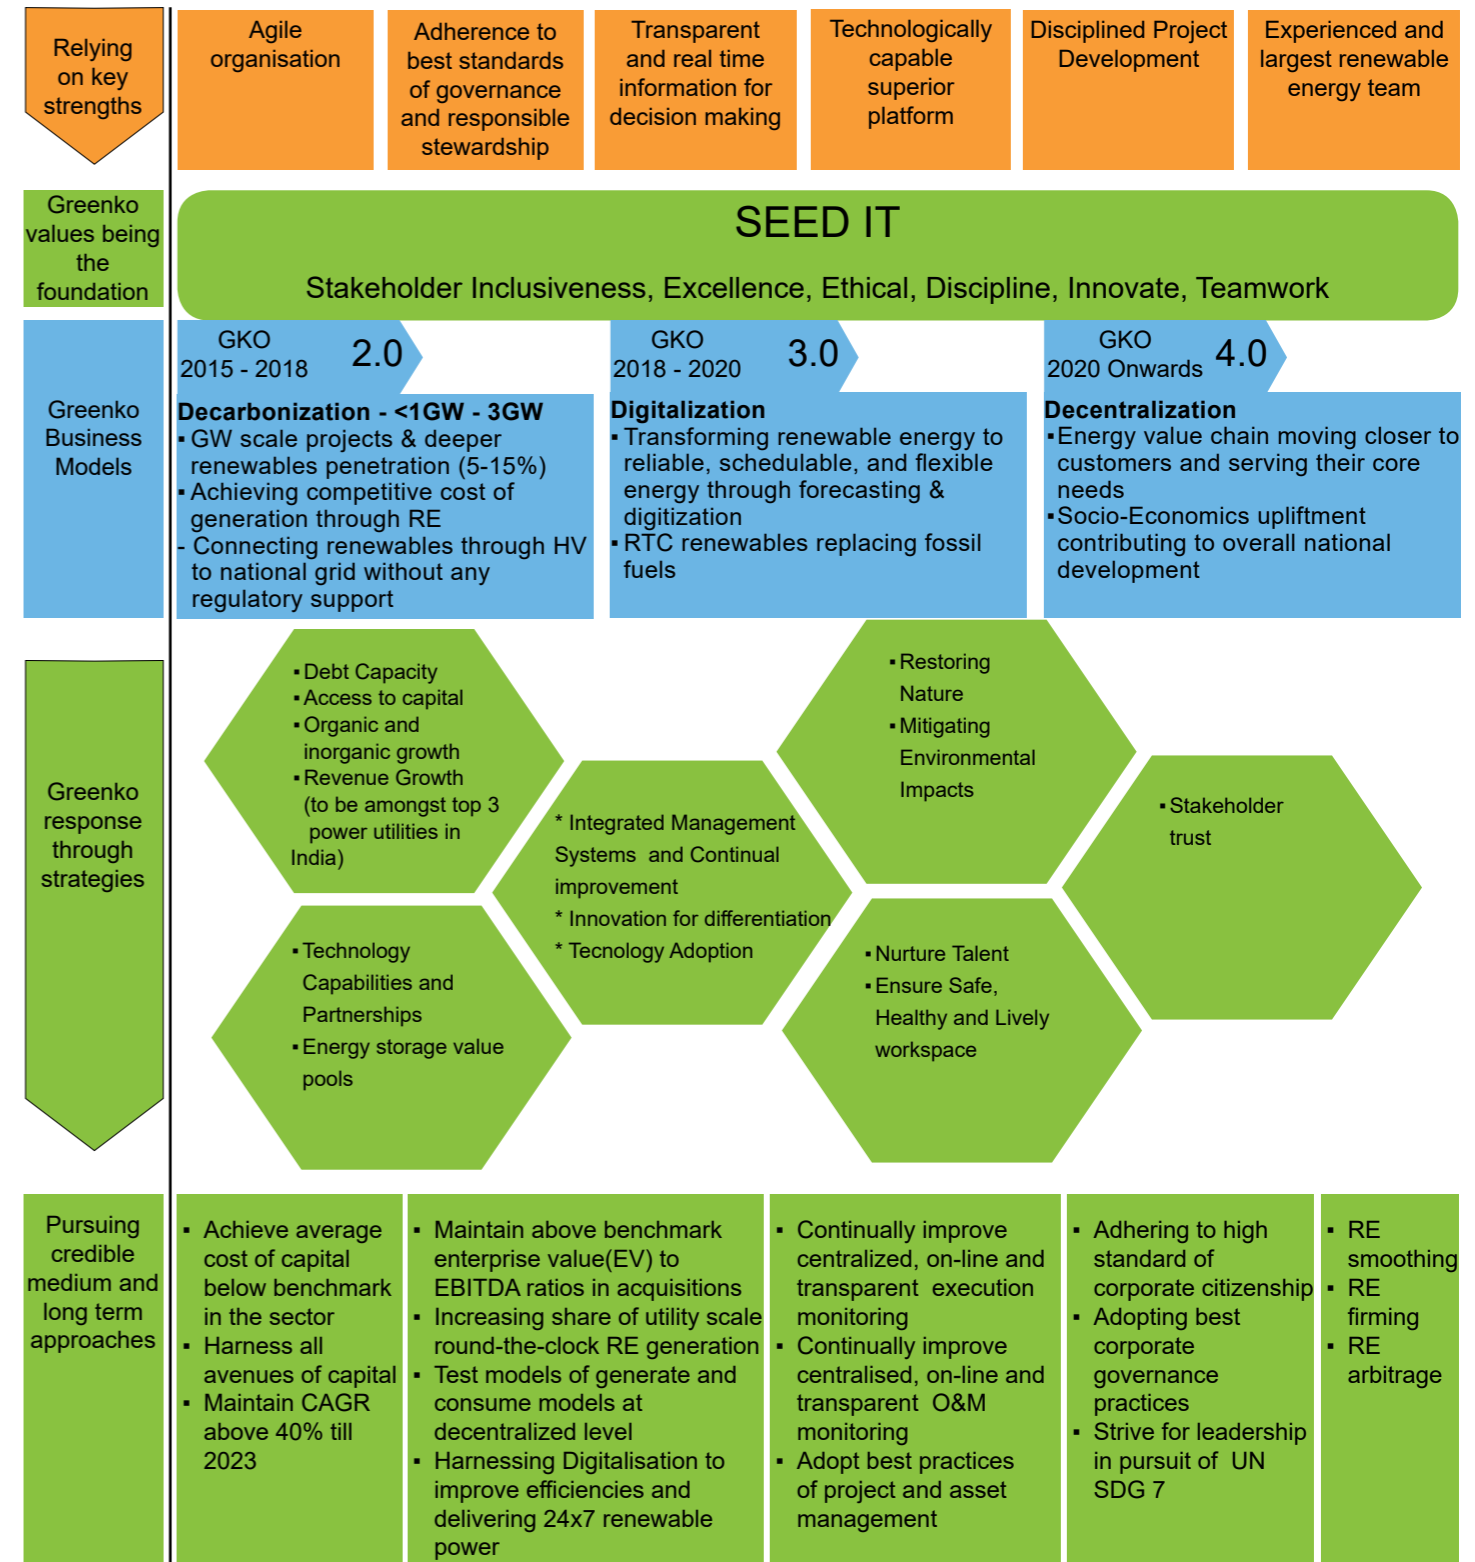 Relying
on key
strengths
Agile
organisation
Adherence to
best standards
of governance
and responsible
stewardship
Transparent
and real time
information for
decision making
Technologically
capable
superior
platform
Disciplined Project
Development
Experienced and
largest renewable
energy team
Greenko
values being
the
foundation
SEED IT
Stakeholder Inclusiveness, Excellence, Ethical, Discipline, Innovate, Teamwork
Greenko
Business
Models
GKO
2015 - 2018
2.0
Decarbonization - <1GW - 3GW
▪ GW scale projects & deeper
renewables penetration (5-15%)
▪ Achieving competitive cost of
generation through RE
- Connecting renewables through HV
to national grid without any
regulatory support
GKO
2018 - 2020
3.0
Digitalization
▪ Transforming renewable energy to
reliable, schedulable, and flexible
energy through forecasting &
digitization
▪ RTC renewables replacing fossil
fuels
GKO
2020 Onwards
4.0
Decentralization
▪ Energy value chain moving closer to
customers and serving their core
needs
▪ Socio-Economics upliftment
contributing to overall national
development
Greenko
response
through
strategies
▪ Debt Capacity
▪ Access to capital
▪ Organic and
inorganic growth
▪ Revenue Growth
(to be amongst top 3
power utilities in
India)
▪ Technology
Capabilities and
Partnerships
▪ Energy storage value
pools
* Integrated Management
Systems and Continual
improvement
* Innovation for differentiation
* Tecnology Adoption
▪ Restoring
Nature
▪ Mitigating
Environmental
Impacts
▪ Nurture Talent
▪ Ensure Safe,
Healthy and Lively
workspace
▪ Stakeholder
trust
Pursuing
credible
medium and
long term
approaches
▪ Achieve average
cost of capital
below benchmark
in the sector
▪ Harness all
avenues of capital
▪ Maintain CAGR
above 40% till
2023
▪ Maintain above benchmark
enterprise value(EV) to
EBITDA ratios in acquisitions
▪ Increasing share of utility scale
round-the-clock RE generation
▪ Test models of generate and
consume models at
decentralized level
▪ Harnessing Digitalisation to
improve efficiencies and
delivering 24x7 renewable
power
▪ Continually improve
centralized, on-line and
transparent execution
monitoring
▪ Continually improve
centralised, on-line and
transparent O&M
monitoring
▪ Adopt best practices
of project and asset
management
▪ Adhering to high
standard of
corporate citizenship
▪ Adopting best
corporate
governance
practices
▪ Strive for leadership
in pursuit of UN
SDG 7
▪ RE
smoothing
▪ RE
firming
▪ RE
arbitrage